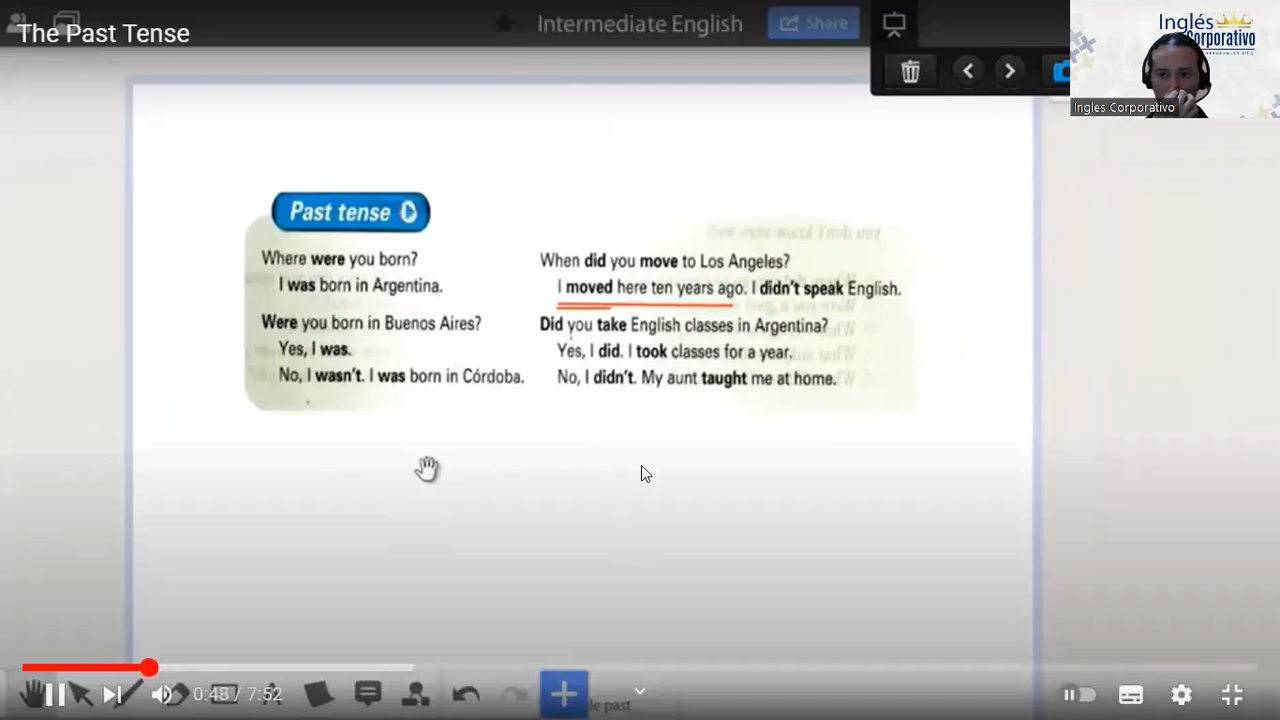 The Past Tense
Intermediate English
Share
Inglés
Corporativo
Ingles Corporativo
Past tense
Where were you born?
I was born in Argentina.
Were you born in Buenos Aires?
Yes, I was.
No, I wasn't. I was born in Córdoba.
When did you move to Los Angeles?
I moved here ten years ago. I didn't speak English.
Did you take English classes in Argentina?
Yes, I did. I took classes for a year.
No, I didn't. My aunt taught me at home.
0:48 / 7:52
past